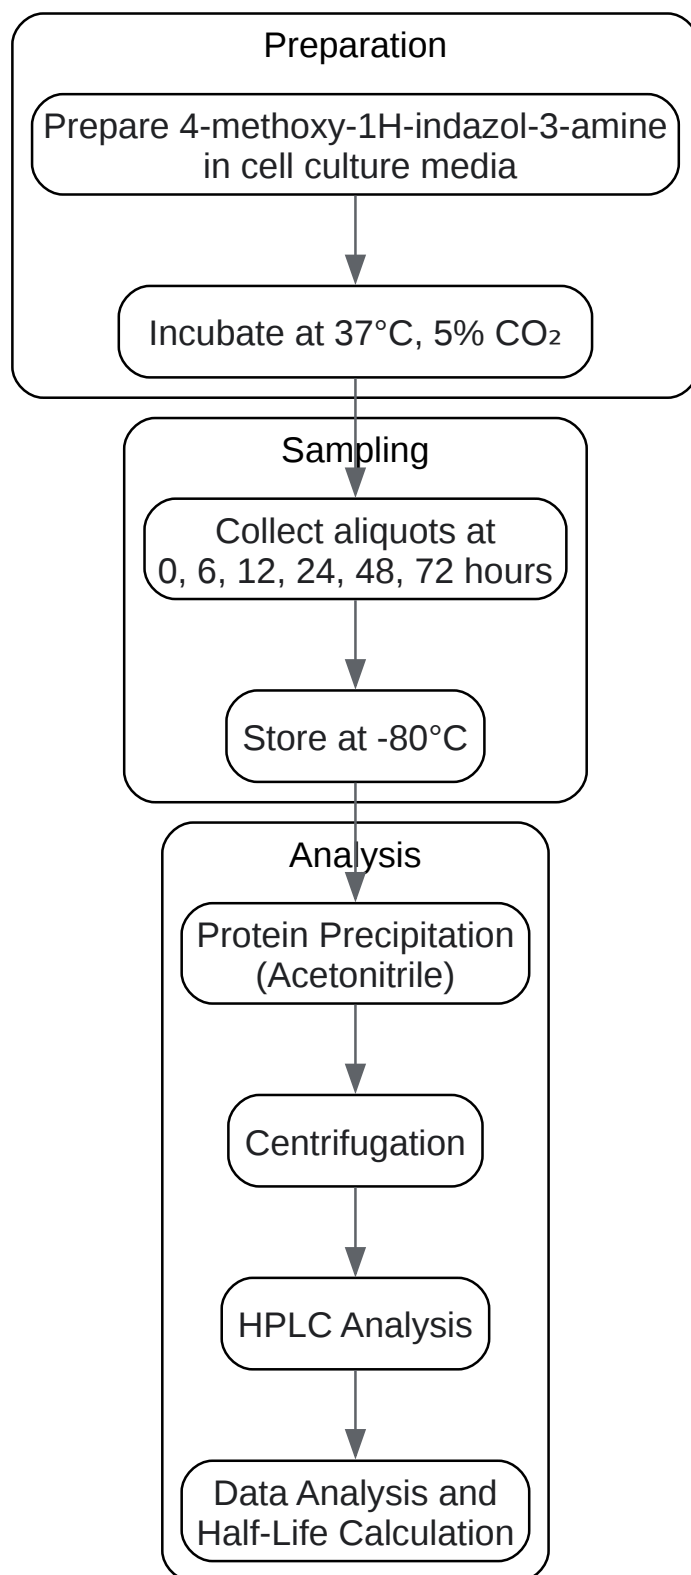 Preparation
Prepare 4-methoxy-1H-indazol-3-amine
in cell culture media
Incubate at 37°C, 5% CO₂
Sampling
Collect aliquots at
0, 6, 12, 24, 48, 72 hours
Store at -80°C
Analysis
Protein Precipitation
(Acetonitrile)
Centrifugation
HPLC Analysis
Data Analysis and
Half-Life Calculation